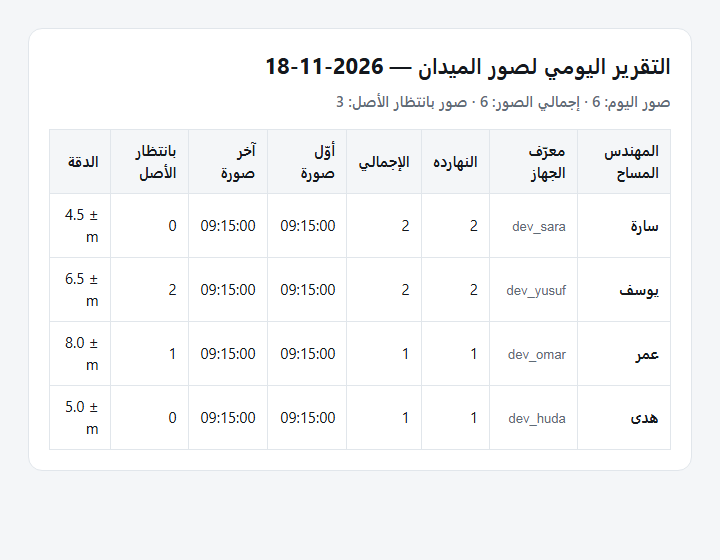 التقرير اليومي لصور الميدان — 2026-11-18
صور اليوم: 6 · إجمالي الصور: 6 · صور بانتظار الأصل: 3
المهندس المساح	معرّف الجهاز	النهارده	الإجمالي	أوّل صورة	آخر صورة	بانتظار الأصل	الدقة
سارة	dev_sara	2	2	09:15:00	09:15:00	0	± 4.5 m
يوسف	dev_yusuf	2	2	09:15:00	09:15:00	2	± 6.5 m
عمر	dev_omar	1	1	09:15:00	09:15:00	1	± 8.0 m
هدى	dev_huda	1	1	09:15:00	09:15:00	0	± 5.0 m